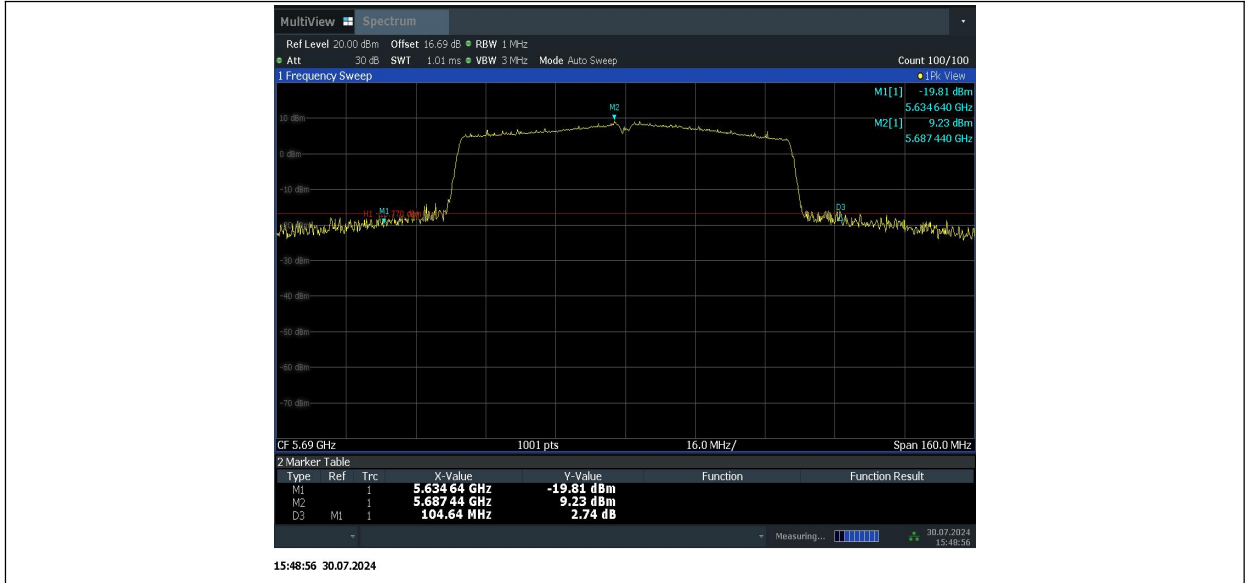 MultiView Spectrum
Ref Level 20.00 dBm Offset 16.69 dB RBW 1 MHz
Att 30 dB SWT 1.01 ms VBW 3 MHz Mode Auto Sweep Count 100/100
1 Frequency Sweep 1Pk View
M1[1] -19.81 dBm
5.634 640 GHz
M2[1] 9.23 dBm
5.687 440 GHz
M2
10 dBm
0 dBm
-10 dBm
M1
D3
H1
-30 dBm
-40 dBm
-50 dBm
-60 dBm
-70 dBm
CF 5.69 GHz 1001 pts 16.0 MHz/ Span 160.0 MHz
2 Marker Table
Type Ref Trc X-Value Y-Value Function Function Result
M1 1 5.634 64 GHz -19.81 dBm
M2 1 5.687 44 GHz 9.23 dBm
D3 M1 1 104.64 MHz 2.74 dB
Measuring... 30.07.2024
15:48:56
15:48:56 30.07.2024